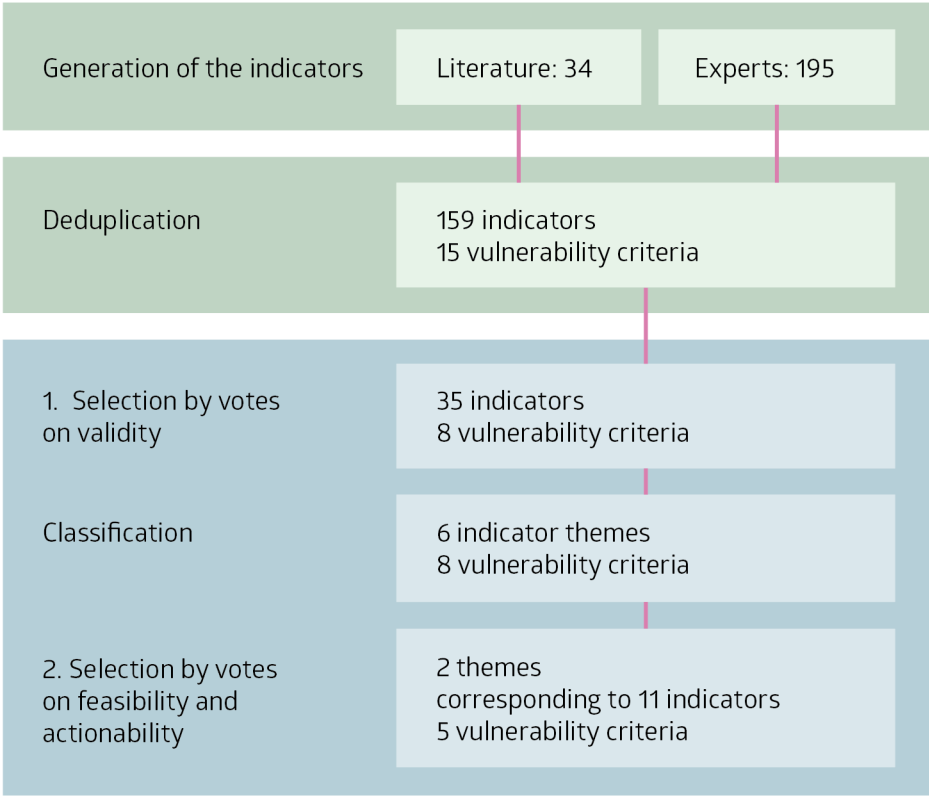 Generation of the indicators
Literature: 34
Experts: 195
Deduplication
159 indicators
15 vulnerability criteria
1. Selection by votes
on validity
35 indicators
8 vulnerability criteria
Classification
6 indicator themes
8 vulnerability criteria
2. Selection by votes
on feasibility and
actionability
2 themes
corresponding to 11 indicators
5 vulnerability criteria